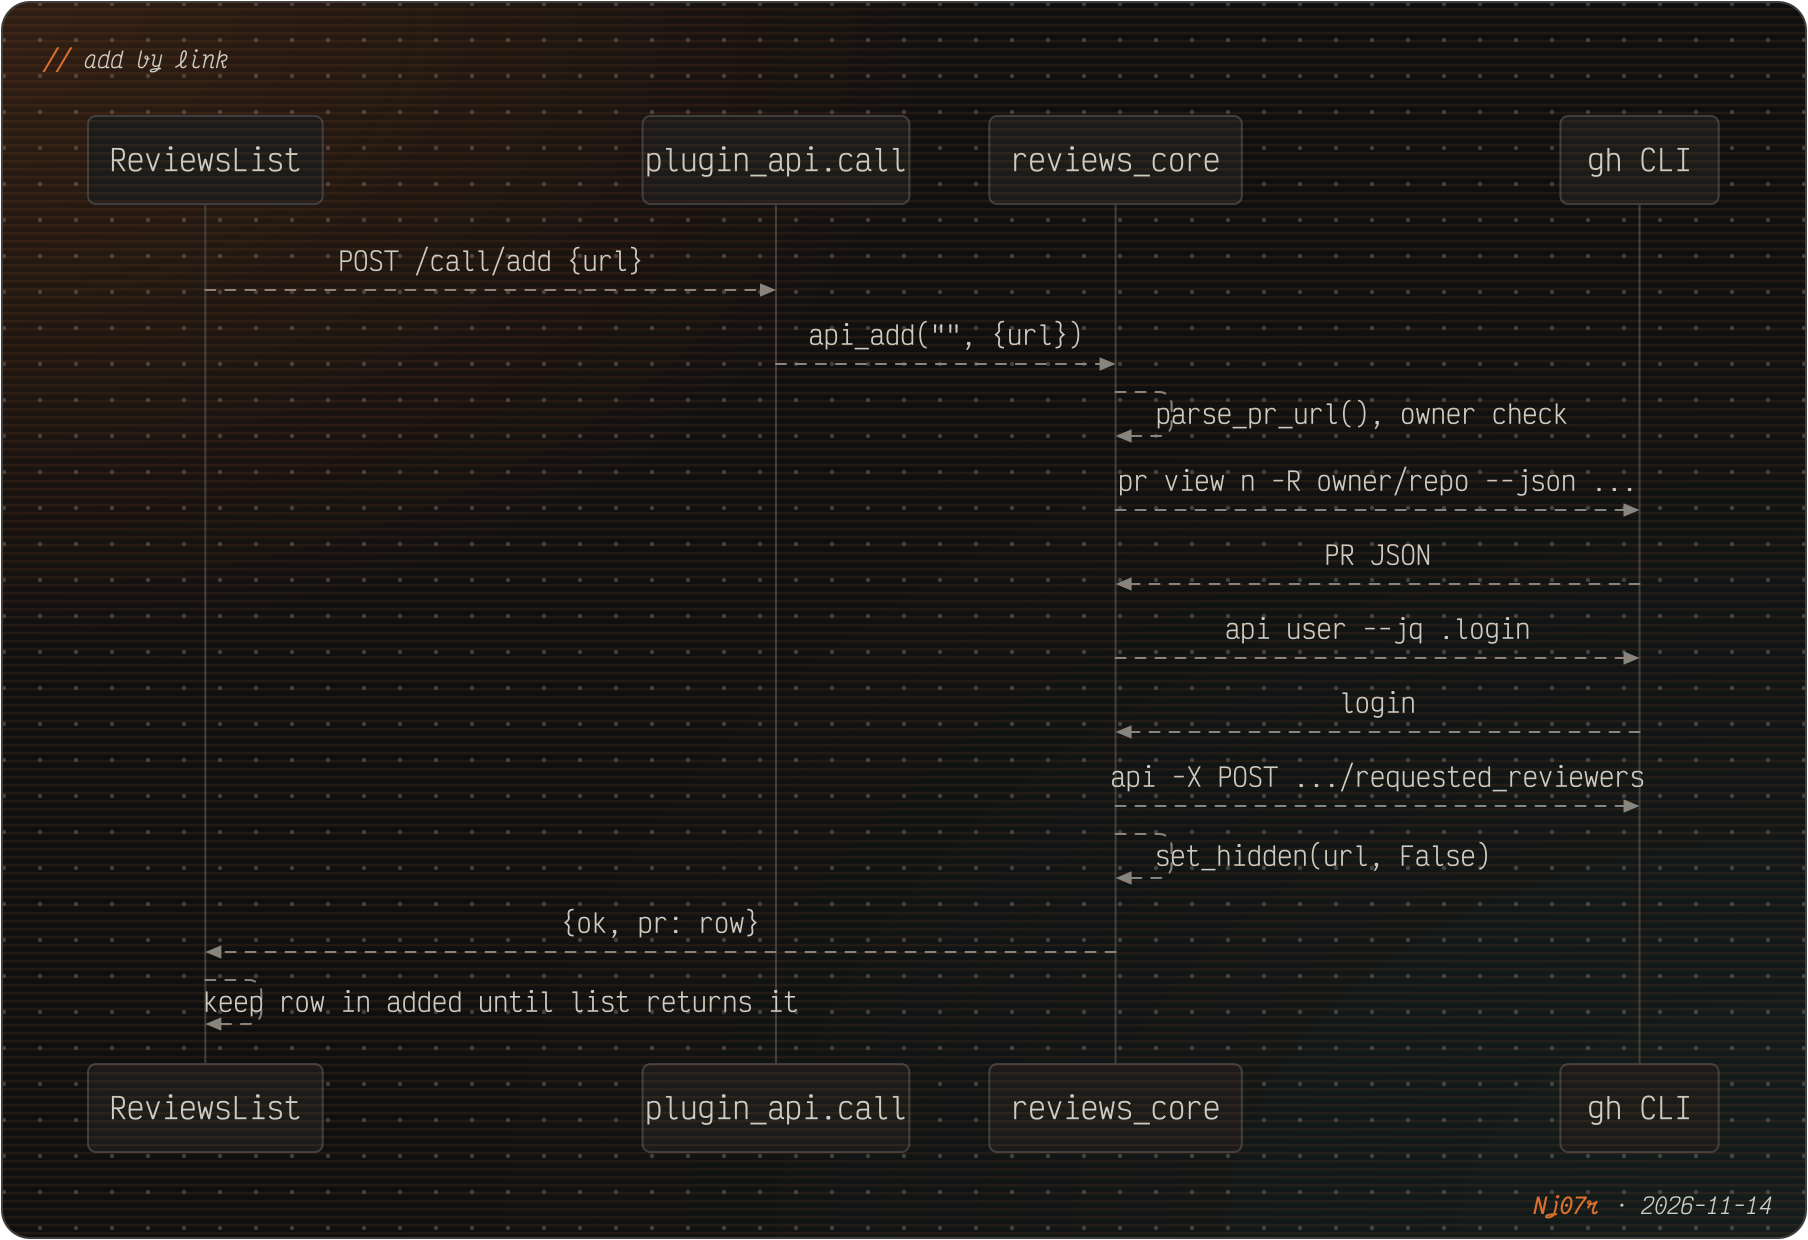 // add by link
ReviewsList plugin_api.call reviews_core gh CLI
POST /call/add {url}
api_add("", {url})
parse_pr_url(), owner check
pr view n -R owner/repo --json ...
PR JSON
api user --jq .login
login
api -X POST .../requested_reviewers
set_hidden(url, False)
{ok, pr: row}
keep row in added until list returns it
ReviewsList plugin_api.call reviews_core gh CLI
Nj07r · 2026-11-14